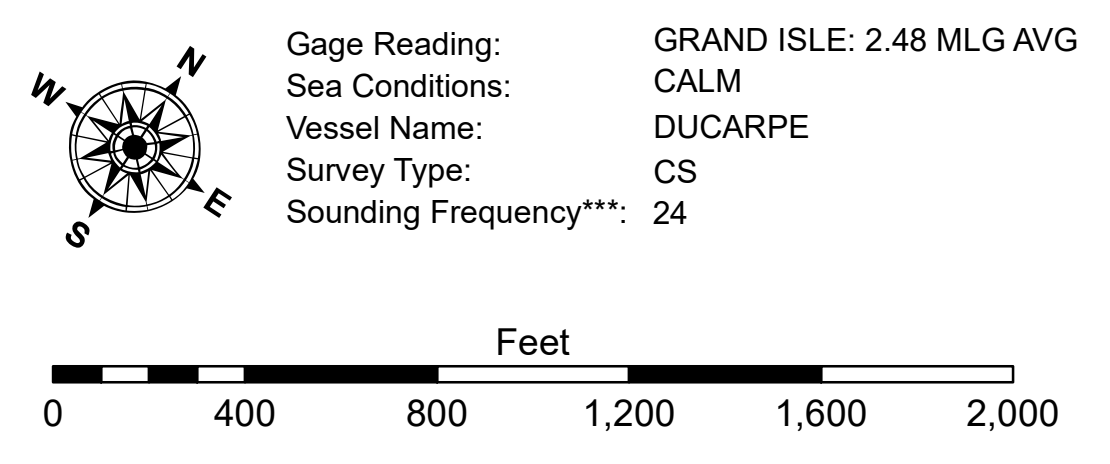 N
W
E
S
Gage Reading: GRAND ISLE: 2.48 MLG AVG
Sea Conditions: CALM
Vessel Name: DUCARPE
Survey Type: CS
Sounding Frequency***: 24
Feet
0 400 800 1,200 1,600 2,000